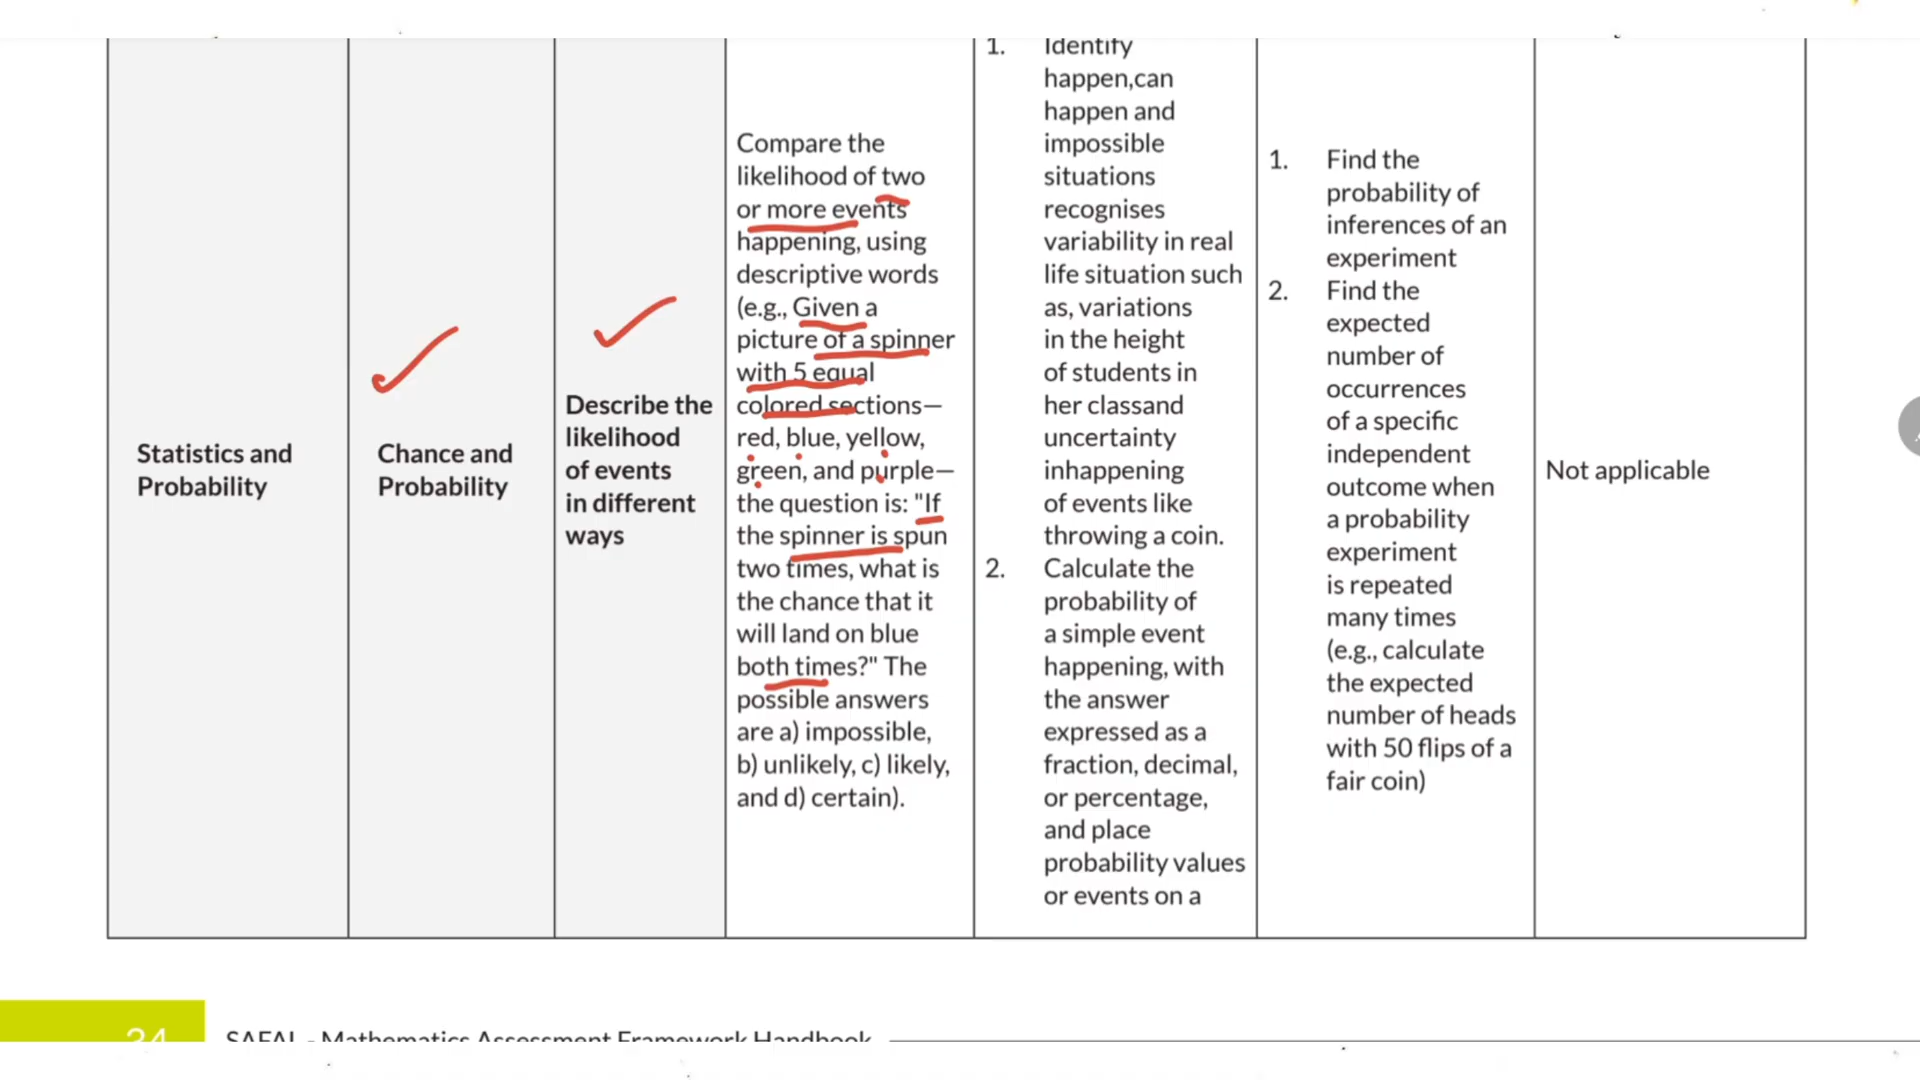 Statistics and
Probability
Chance and
Probability
Describe the
likelihood
of events
in different
ways
Compare the
likelihood of two
or more events
happening, using
descriptive words
(e.g., Given a
picture of a spinner
with 5 equal
colored sections—
red, blue, yellow,
green, and purple—
the question is: "If
the spinner is spun
two times, what is
the chance that it
will land on blue
both times?" The
possible answers
are a) impossible,
b) unlikely, c) likely,
and d) certain).
1. Identify
happen,can
happen and
impossible
situations
recognises
variability in real
life situation such
as, variations
in the height
of students in
her classand
uncertainty
inhappening
of events like
throwing a coin.
2. Calculate the
probability of
a simple event
happening, with
the answer
expressed as a
fraction, decimal,
or percentage,
and place
probability values
or events on a
1. Find the
probability of
inferences of an
experiment
2. Find the
expected
number of
occurrences
of a specific
independent
outcome when
a probability
experiment
is repeated
many times
(e.g., calculate
the expected
number of heads
with 50 flips of a
fair coin)
Not applicable
34
SAFAL - Mathematics Assessment Framework Handbook